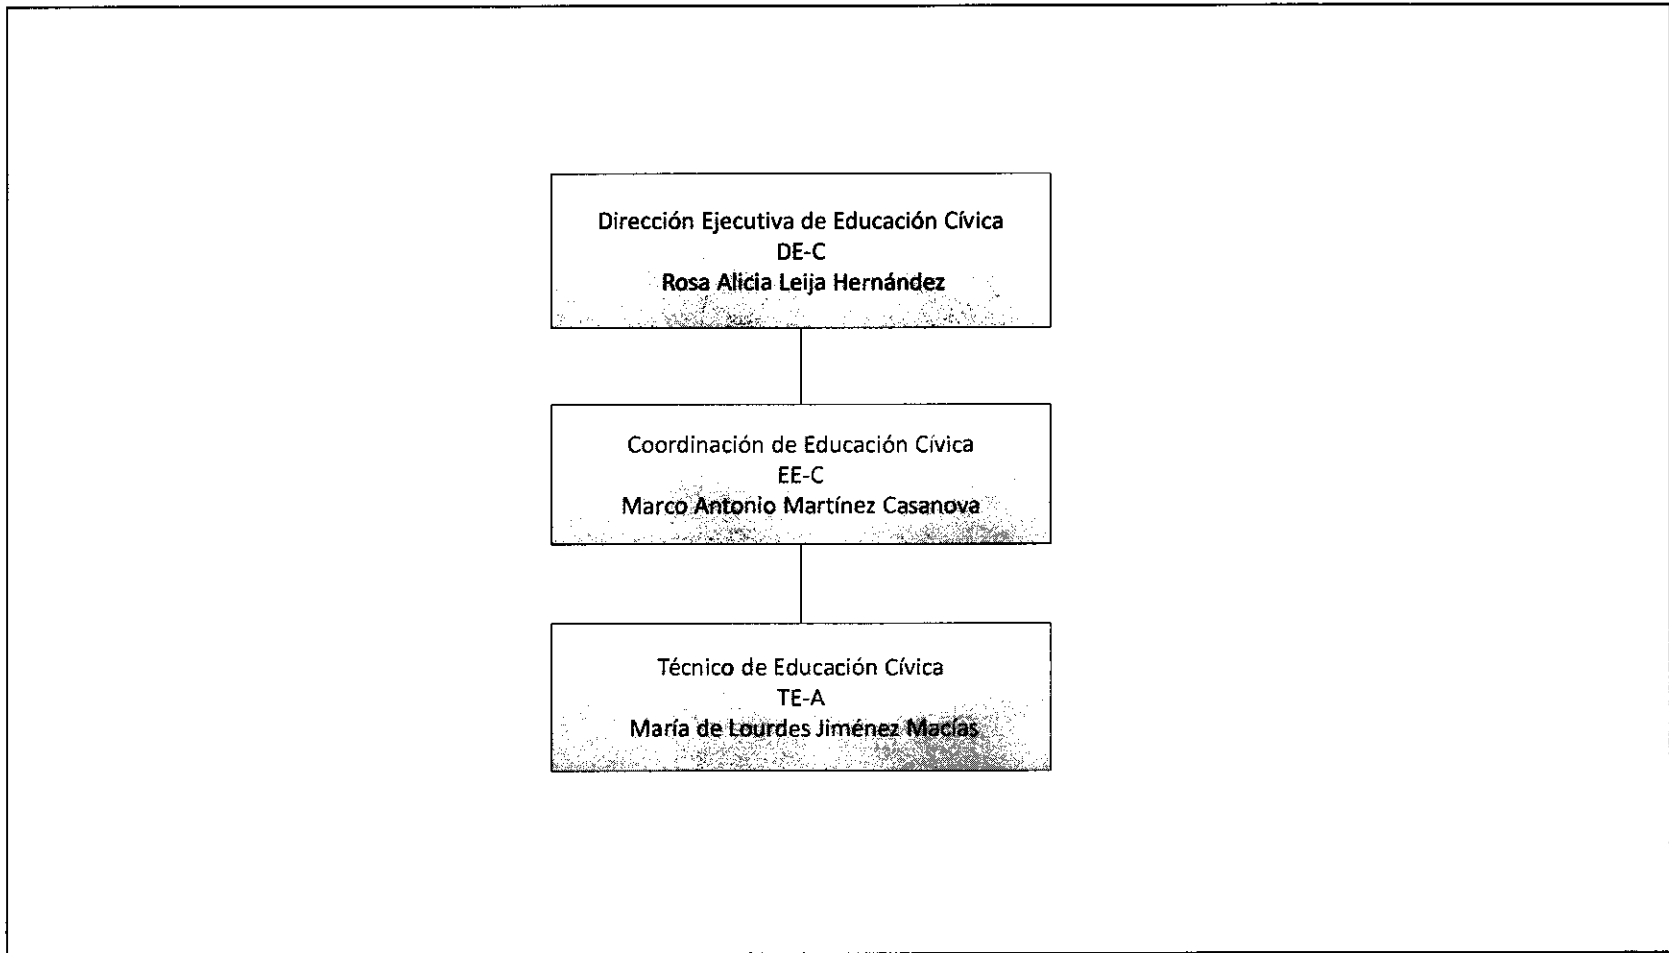 Dirección Ejecutiva de Educación Cívica
DE-C
Rosa Alicia Leija Hernández
Coordinación de Educación Cívica
EE-C
Marco Antonio Martínez Casanova
Técnico de Educación Cívica
TE-A
María de Lourdes Jiménez Macías